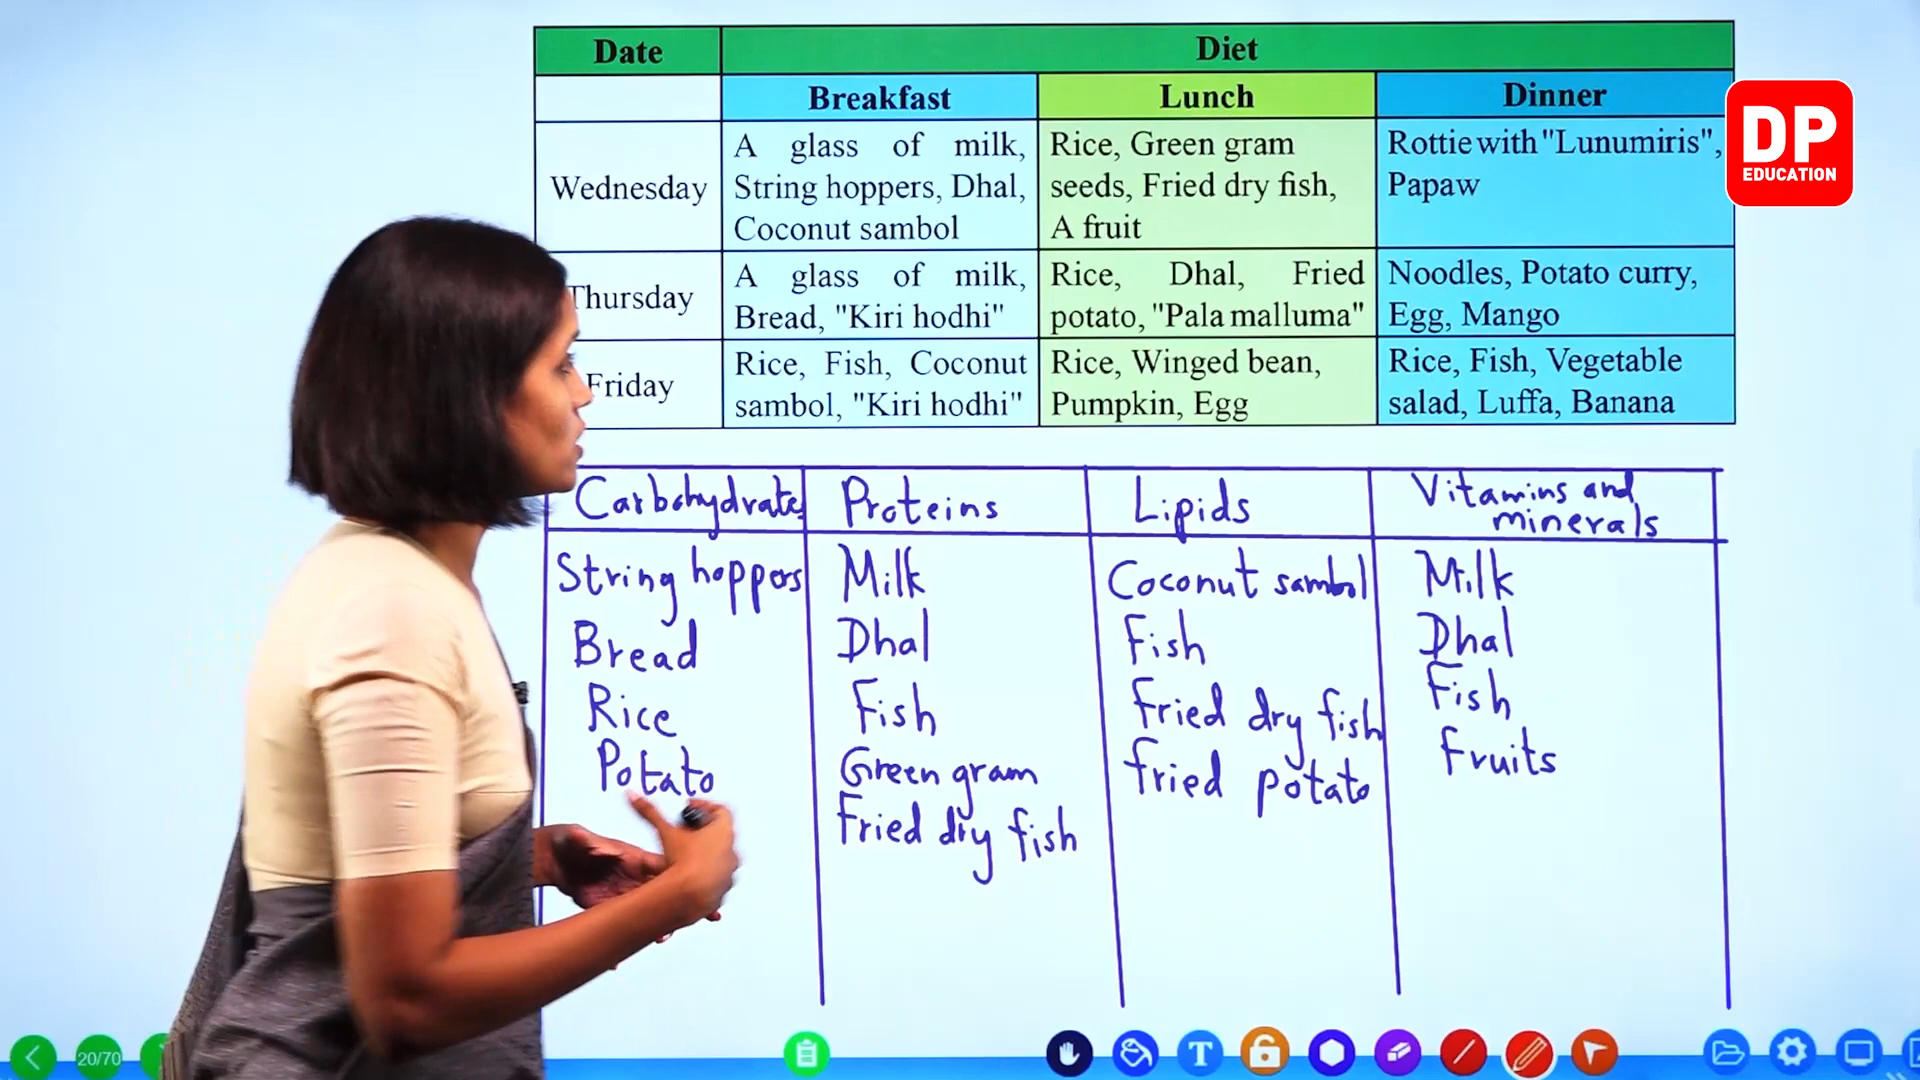 Date
Diet
Breakfast
Lunch
Dinner
Wednesday
A glass of milk,
String hoppers, Dhal,
Coconut sambol
Rice, Green gram
seeds, Fried dry fish,
A fruit
Rottie with "Lunumiris",
Papaw
Thursday
A glass of milk,
Bread, "Kiri hodhi"
Rice, Dhal, Fried
potato, "Pala malluma"
Noodles, Potato curry,
Egg, Mango
Friday
Rice, Fish, Coconut
sambol, "Kiri hodhi"
Rice, Winged bean,
Pumpkin, Egg
Rice, Fish, Vegetable
salad, Luffa, Banana
DP
EDUCATION
Carbohydrates
Proteins
Lipids
Vitamins and
minerals
String hoppers
Bread
Rice
Potato
Milk
Dhal
Fish
Green gram
Fried dry fish
Coconut sambol
Fish
Fried dry fish
fried potato
Milk
Dhal
Fish
Fruits
20/70
T